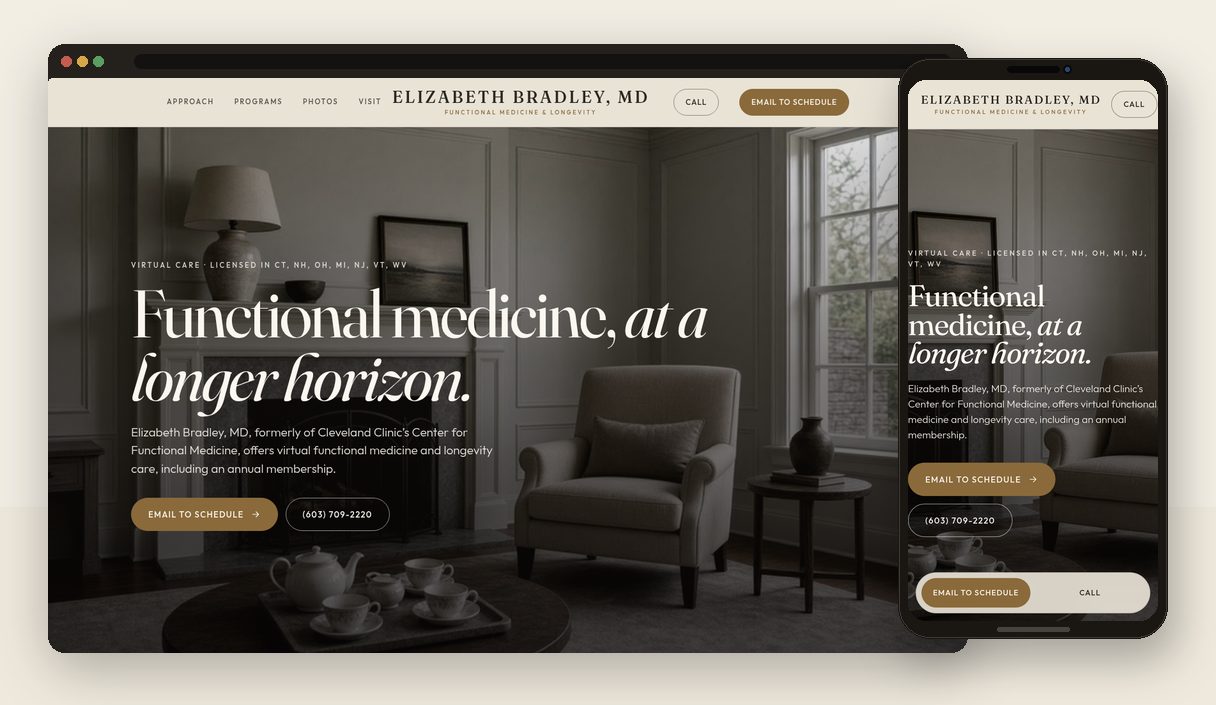 APPROACH PROGRAMS PHOTOS VISIT ELIZABETH BRADLEY, MD CALL EMAIL TO SCHEDULE
FUNCTIONAL MEDICINE & LONGEVITY
VIRTUAL CARE · LICENSED IN CT, NH, OH, MI, NJ, VT, WV
Functional medicine, at a
longer horizon.
Elizabeth Bradley, MD, formerly of Cleveland Clinic's Center for
Functional Medicine, offers virtual functional medicine and longevity
care, including an annual membership.
EMAIL TO SCHEDULE → (603) 709-2220
ELIZABETH BRADLEY, MD CALL
FUNCTIONAL MEDICINE & LONGEVITY
VIRTUAL CARE · LICENSED IN CT, NH, OH, MI, NJ,
VT, WV
Functional
medicine, at a
longer horizon.
Elizabeth Bradley, MD, formerly of Cleveland Clinic's
Center for Functional Medicine, offers virtual functional
medicine and longevity care, including an annual
membership.
EMAIL TO SCHEDULE →
(603) 709-2220
EMAIL TO SCHEDULE CALL